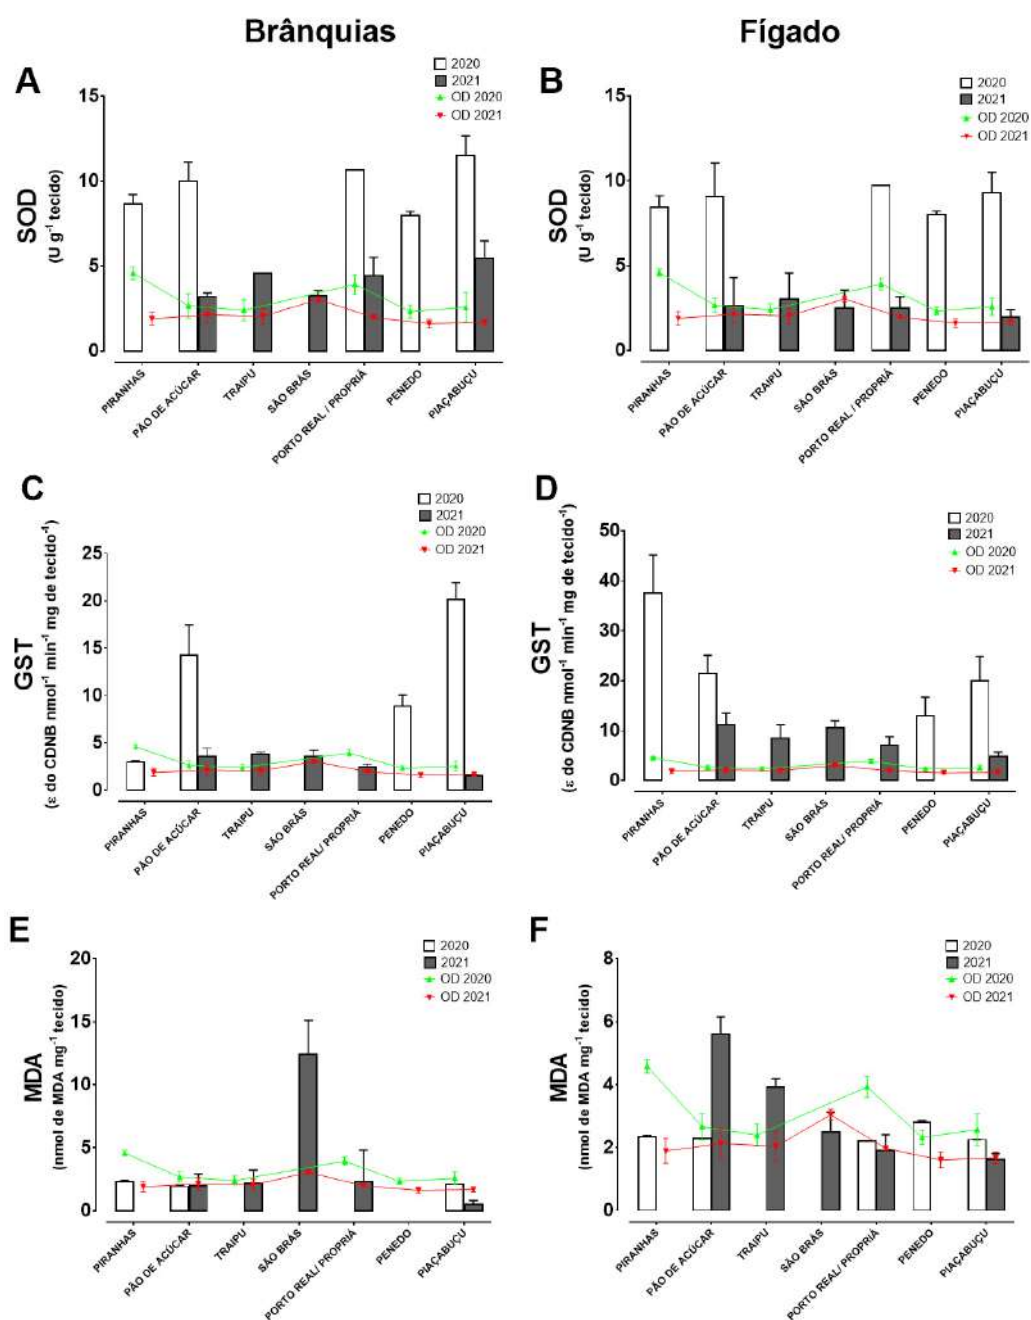 Brânquias
Fígado
A
2020
2021
OD 2020
OD 2021
SOD
(U g⁻¹ tecido)
15
10
5
0
PIRANHAS
PÃO DE ACÚCAR
TRAIPU
SÃO BRÁS
PORTO REAL / PROPRIÁ
PENEDO
PIAÇABUÇU
B
2020
2021
OD 2020
OD 2021
SOD
(U g⁻¹ tecido)
15
10
5
0
PIRANHAS
PÃO DE ACÚCAR
TRAIPU
SÃO BRÁS
PORTO REAL / PROPRIÁ
PENEDO
PIAÇABUÇU
C
2020
2021
OD 2020
OD 2021
GST
(ε do CDNB nmol⁻¹ min⁻¹ mg de tecido⁻¹)
25
20
15
10
5
0
PIRANHAS
PÃO DE ACÚCAR
TRAIPU
SÃO BRÁS
PORTO REAL/ PROPRIÁ
PENEDO
PIAÇABUÇU
D
2020
2021
OD 2020
OD 2021
GST
(ε do CDNB nmol⁻¹ min⁻¹ mg de tecido⁻¹)
50
40
30
20
10
0
PIRANHAS
PÃO DE ACÚCAR
TRAIPU
SÃO BRÁS
PORTO REAL/ PROPRIÁ
PENEDO
PIAÇABUÇU
E
2020
2021
OD 2020
OD 2021
MDA
(nmol de MDA mg⁻¹ tecido)
20
15
10
5
0
PIRANHAS
PÃO DE ACÚCAR
TRAIPU
SÃO BRÁS
PORTO REAL/ PROPRIÁ
PENEDO
PIAÇABUÇU
F
2020
2021
OD 2020
OD 2021
MDA
(nmol de MDA mg⁻¹ tecido)
8
6
4
2
0
PIRANHAS
PÃO DE ACÚCAR
TRAIPU
SÃO BRÁS
PORTO REAL/ PROPRIÁ
PENEDO
PIAÇABUÇU